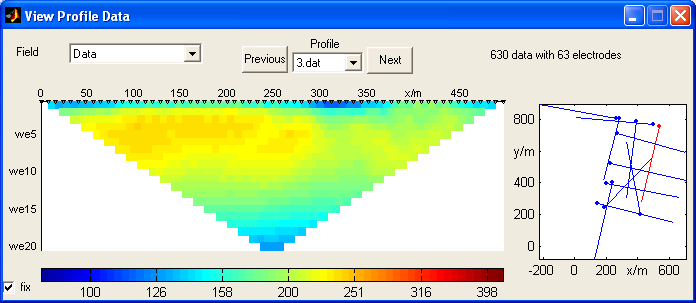 View Profile Data
Field Data Previous Profile 3.dat Next 630 data with 63 electrodes
0 50 100 150 200 250 300 350 x/m 450
we5
we10
we15
we20
800
y/m
400
200
0
-200 0 200 x/m 600
fix 100 126 158 200 251 316 398